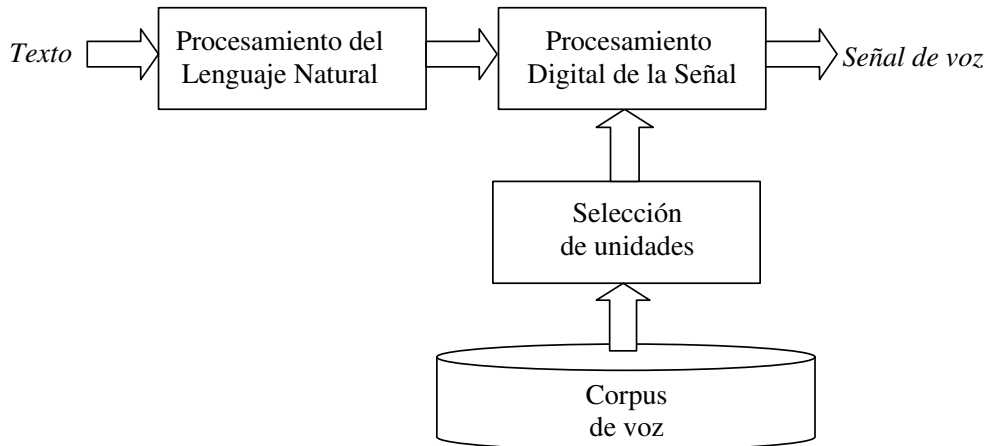 Texto
Procesamiento del
Lenguaje Natural
Procesamiento
Digital de la Señal
Señal de voz
Selección
de unidades
Corpus
de voz